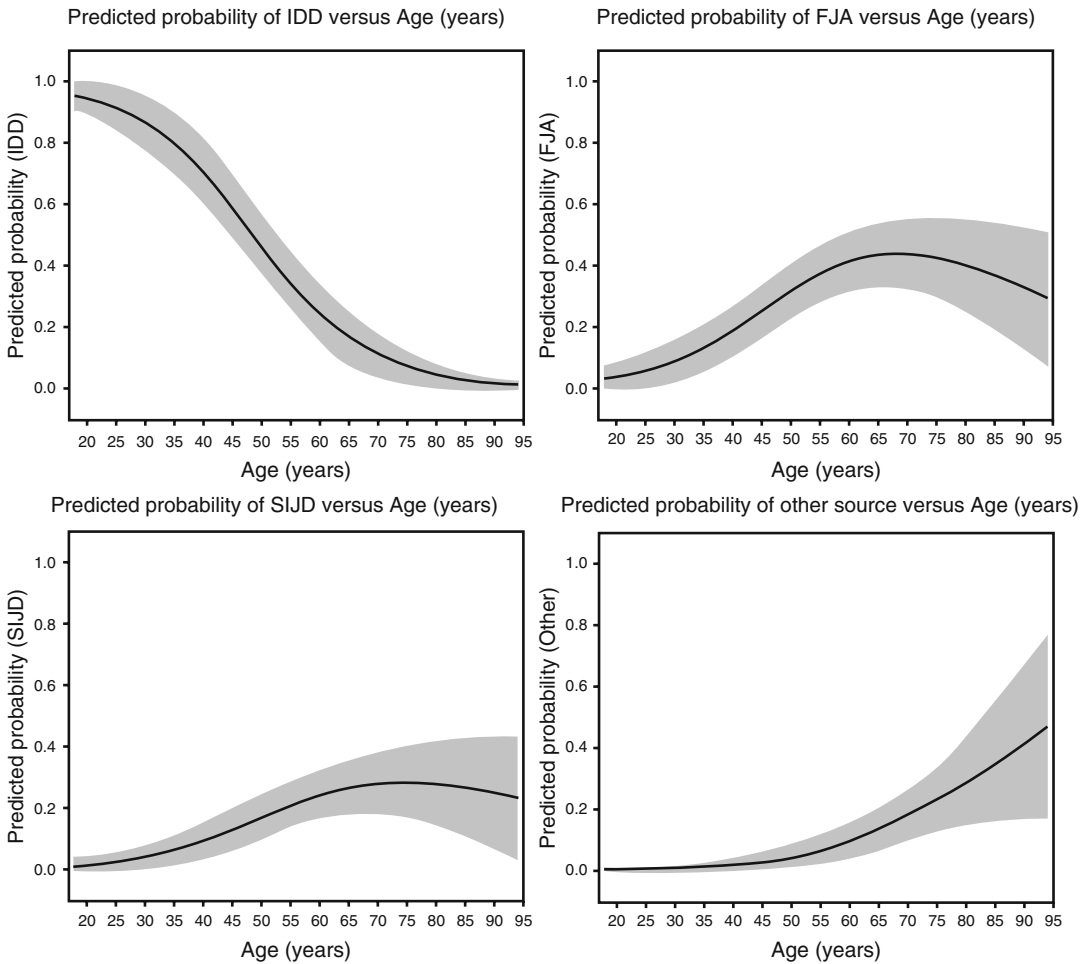 Predicted probability of IDD versus Age (years)
Predicted probability (IDD)
1.0
0.8
0.6
0.4
0.2
0.0
20 25 30 35 40 45 50 55 60 65 70 75 80 85 90 95
Age (years)
Predicted probability of FJA versus Age (years)
Predicted probability (FJA)
1.0
0.8
0.6
0.4
0.2
0.0
20 25 30 35 40 45 50 55 60 65 70 75 80 85 90 95
Age (years)
Predicted probability of SIJD versus Age (years)
Predicted probability (SIJD)
1.0
0.8
0.6
0.4
0.2
0.0
20 25 30 35 40 45 50 55 60 65 70 75 80 85 90 95
Age (years)
Predicted probability of other source versus Age (years)
Predicted probability (Other)
1.0
0.8
0.6
0.4
0.2
0.0
20 25 30 35 40 45 50 55 60 65 70 75 80 85 90 95
Age (years)